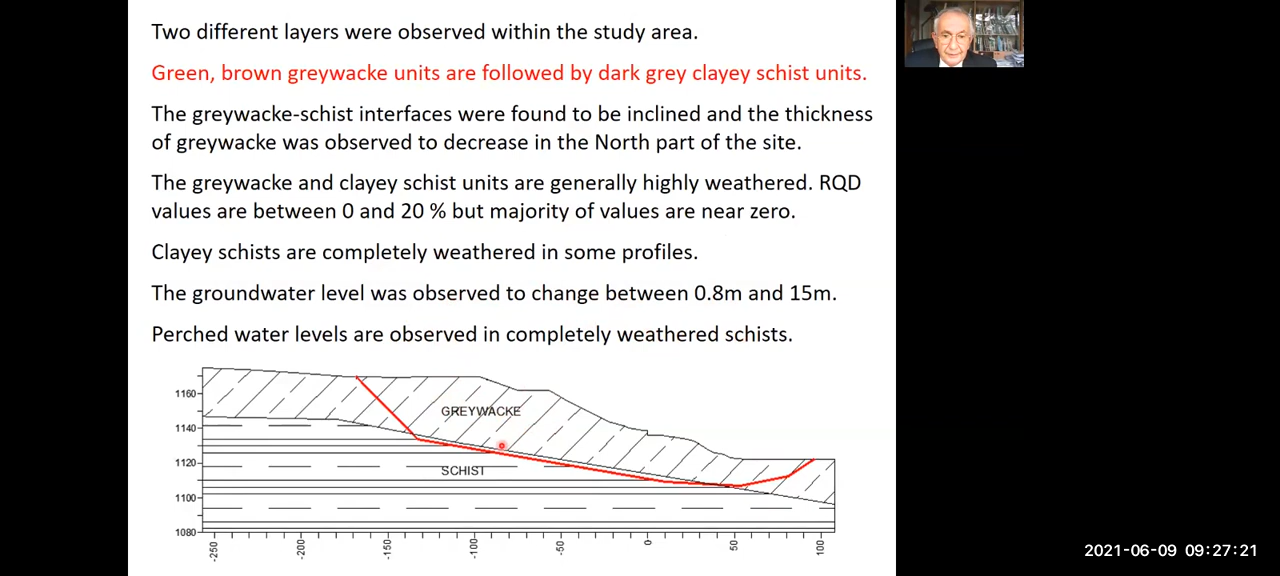 Two different layers were observed within the study area.
Green, brown greywacke units are followed by dark grey clayey schist units.
The greywacke-schist interfaces were found to be inclined and the thickness
of greywacke was observed to decrease in the North part of the site.
The greywacke and clayey schist units are generally highly weathered. RQD
values are between 0 and 20 % but majority of values are near zero.
Clayey schists are completely weathered in some profiles.
The groundwater level was observed to change between 0.8m and 15m.
Perched water levels are observed in completely weathered schists.
1160
GREYWACKE
1140
1120
SCHIST
1100
1080
-250 -200 -150 -100 -50 0 50 100
2021-06-09 09:27:21